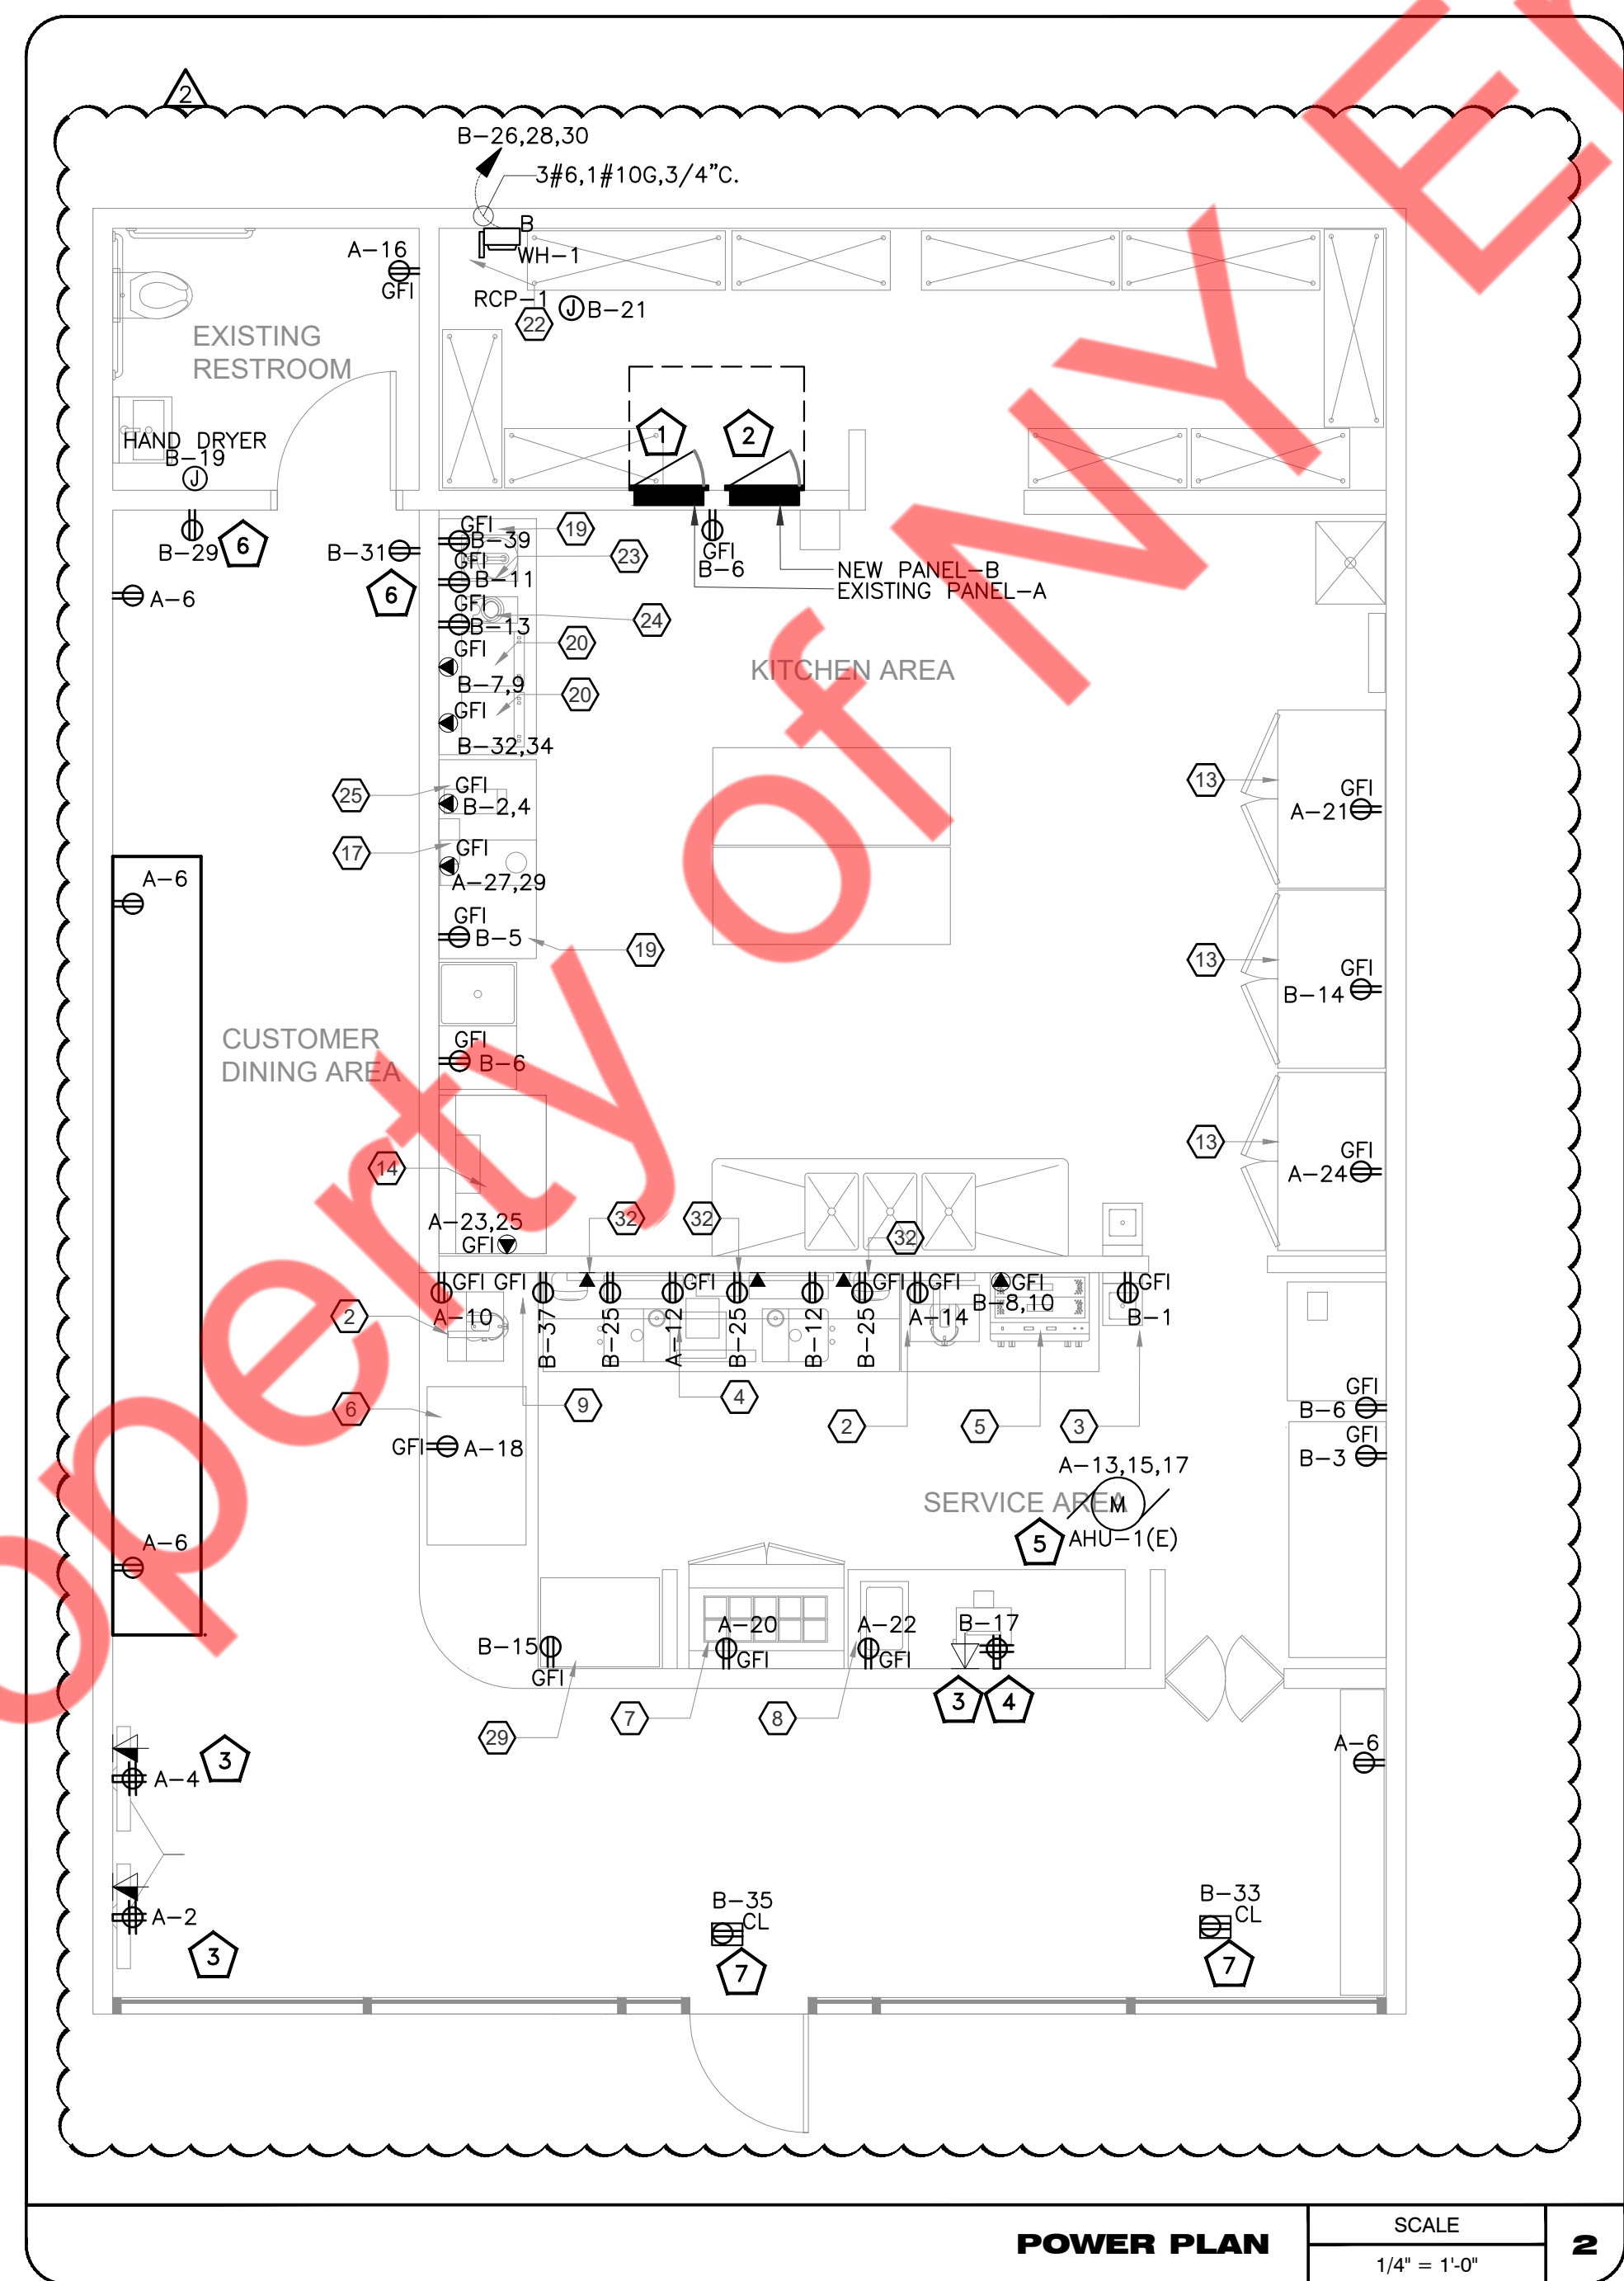 2
B-26,28,30
3#6,1#10G,3/4"C.
B
WH-1
A-16
GFI
RCP-1
J B-21
22
EXISTING
RESTROOM
1
2
HAND DRYER
B-19
J
B-29
6
B-31
6
A-6
GFI
B-39
19
GFI
B-11
23
GFI
B-13
24
GFI
B-7,9
20
GFI
B-32,34
20
GFI
B-6
NEW PANEL-B
EXISTING PANEL-A
KITCHEN AREA
25
GFI
B-2,4
17
GFI
A-27,29
GFI
B-5
19
13
GFI
A-21
13
GFI
B-14
13
GFI
A-24
A-6
CUSTOMER
DINING AREA
GFI
B-6
14
A-23,25
GFI
32
32
32
GFI
A-10
GFI
B-37
B-25
GFI
A-12
B-25
B-12
GFI
B-25
GFI
A-14
GFI
B-8,10
GFI
B-1
2
6
9
4
2
5
3
GFI
A-18
GFI
B-6
GFI
B-3
A-13,15,17
SERVICE AREA
M
5
AHU-1(E)
A-6
B-15
GFI
A-20
GFI
A-22
GFI
B-17
3
4
29
7
8
A-6
3
A-4
A-2
3
B-35
CL
7
B-33
CL
7
Property of NY En
POWER PLAN
SCALE
1/4" = 1'-0"
2